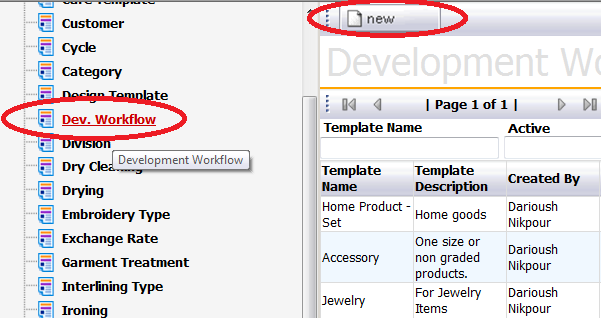 Care Template
Customer
Cycle
Category
Design Template
Dev. Workflow
Development Workflow
Division
Dry Cleaning
Drying
Embroidery Type
Exchange Rate
Garment Treatment
Interlining Type
Ironing
new
Development Wo
| Page 1 of 1 |
Template Name Active
Template Name Template Description Created By
Home Product - Set Home goods Darioush Nikpour
Accessory One size or non graded products. Darioush Nikpour
Jewelry For Jewelry Items Darioush Nikpour